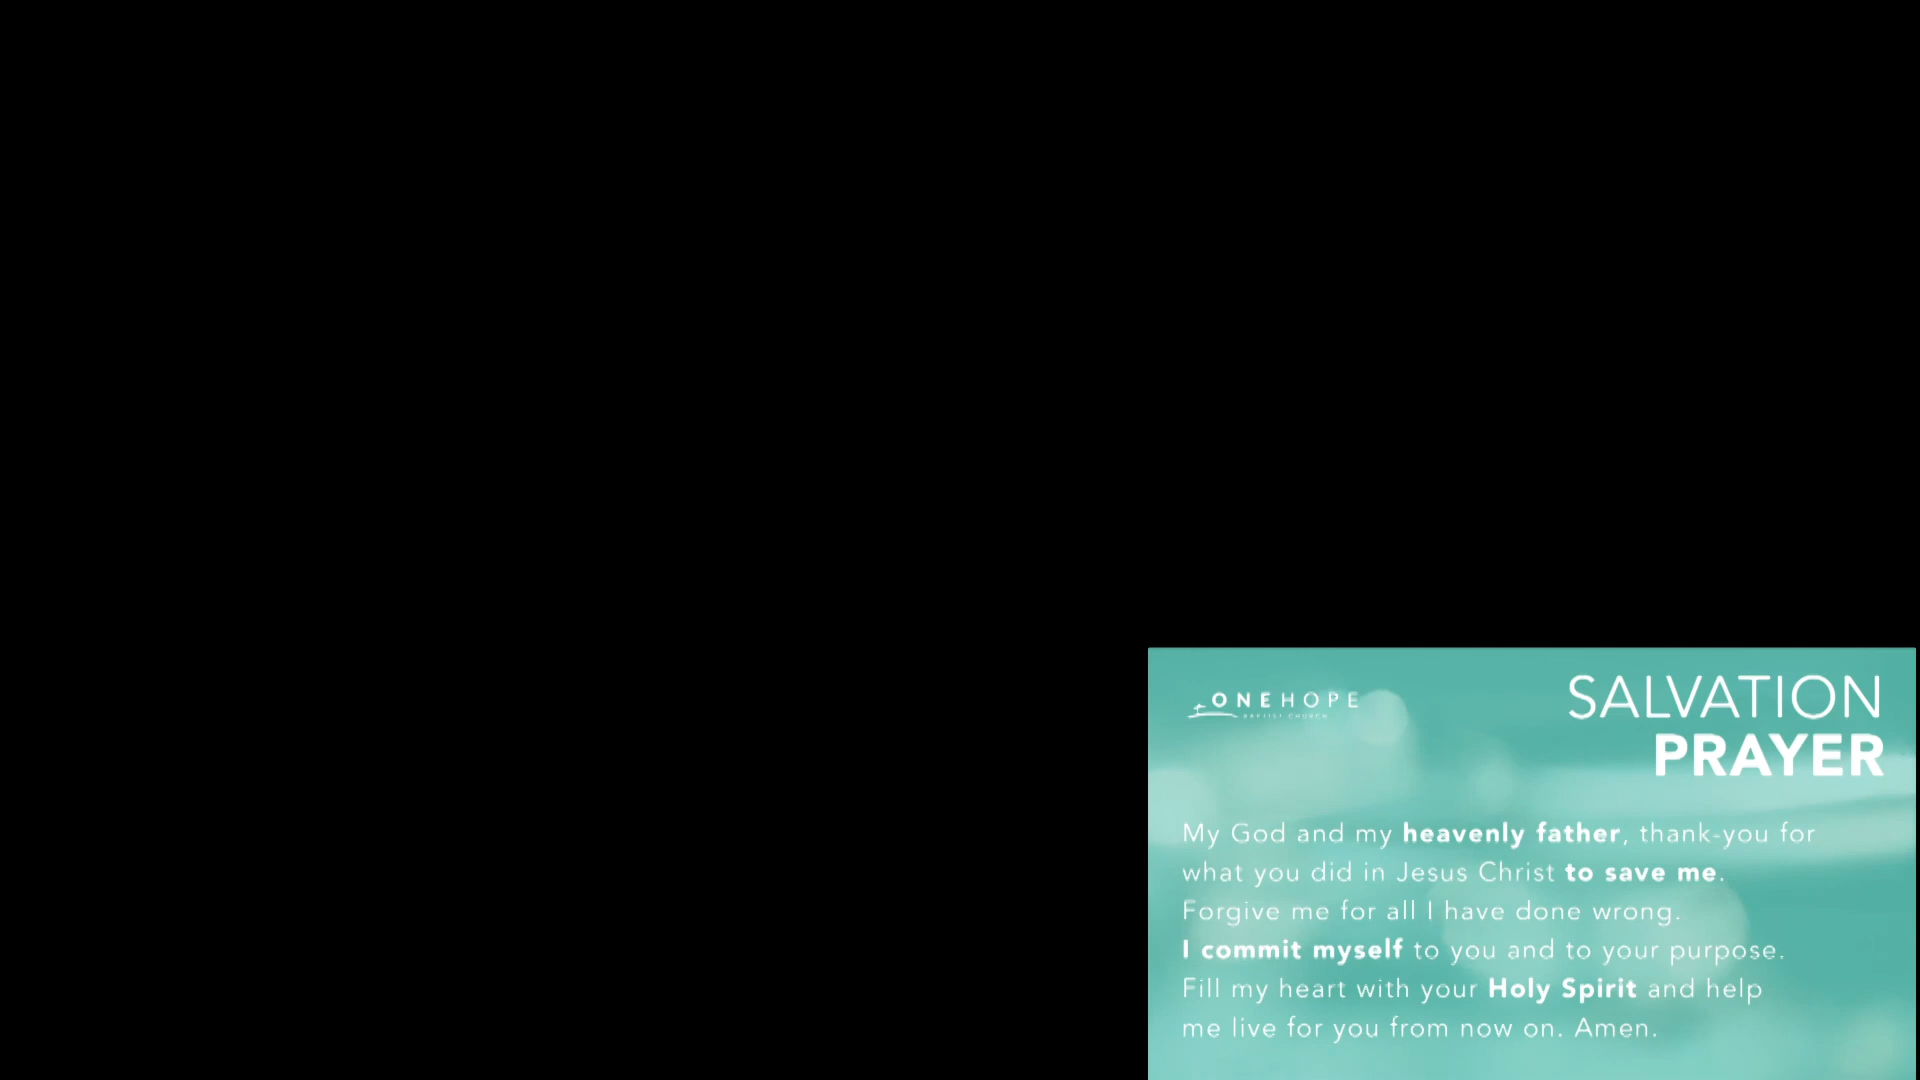 ONEHOPE
BAPTIST CHURCH
SALVATION
PRAYER
My God and my heavenly father, thank-you for
what you did in Jesus Christ to save me.
Forgive me for all I have done wrong.
I commit myself to you and to your purpose.
Fill my heart with your Holy Spirit and help
me live for you from now on. Amen.